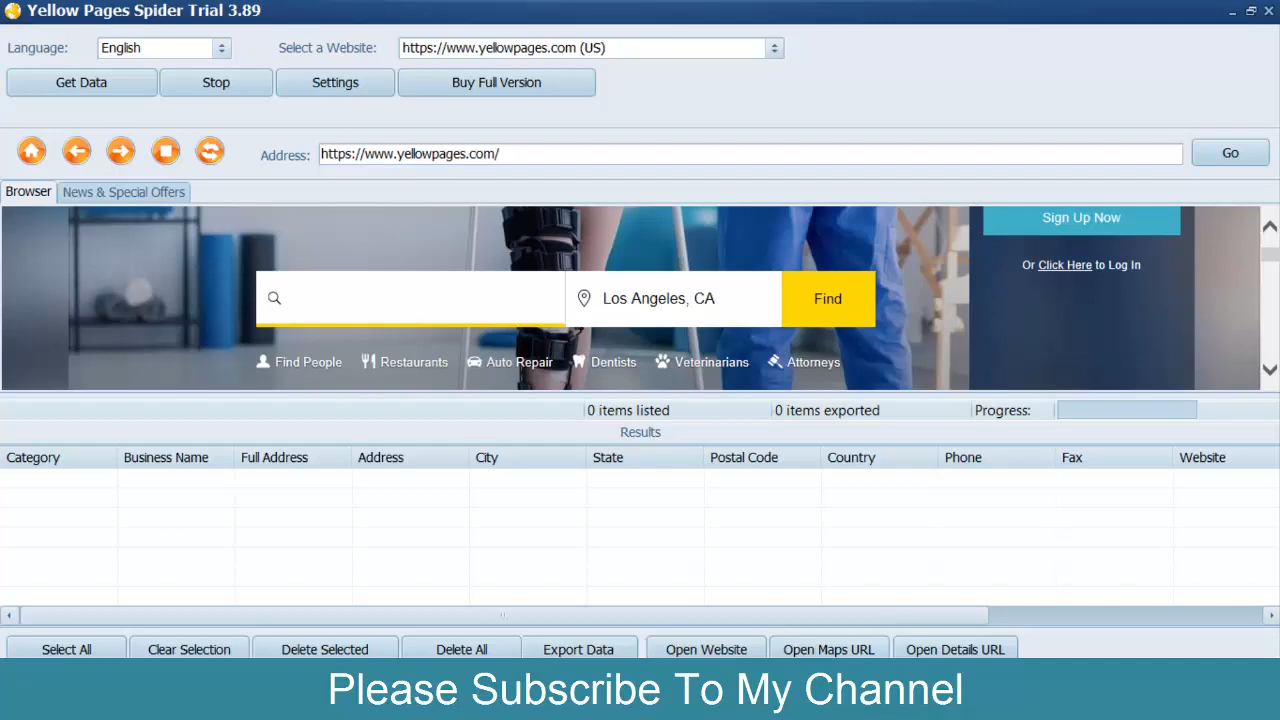 Yellow Pages Spider Trial 3.89
Language: English Select a Website: https://www.yellowpages.com (US)
Get Data Stop Settings Buy Full Version
Address: https://www.yellowpages.com/ Go
Browser News & Special Offers
Sign Up Now
Or Click Here to Log In
Los Angeles, CA Find
Find People Restaurants Auto Repair Dentists Veterinarians Attorneys
0 items listed 0 items exported Progress:
Results
Category Business Name Full Address Address City State Postal Code Country Phone Fax Website
Select All Clear Selection Delete Selected Delete All Export Data Open Website Open Maps URL Open Details URL
Please Subscribe To My Channel